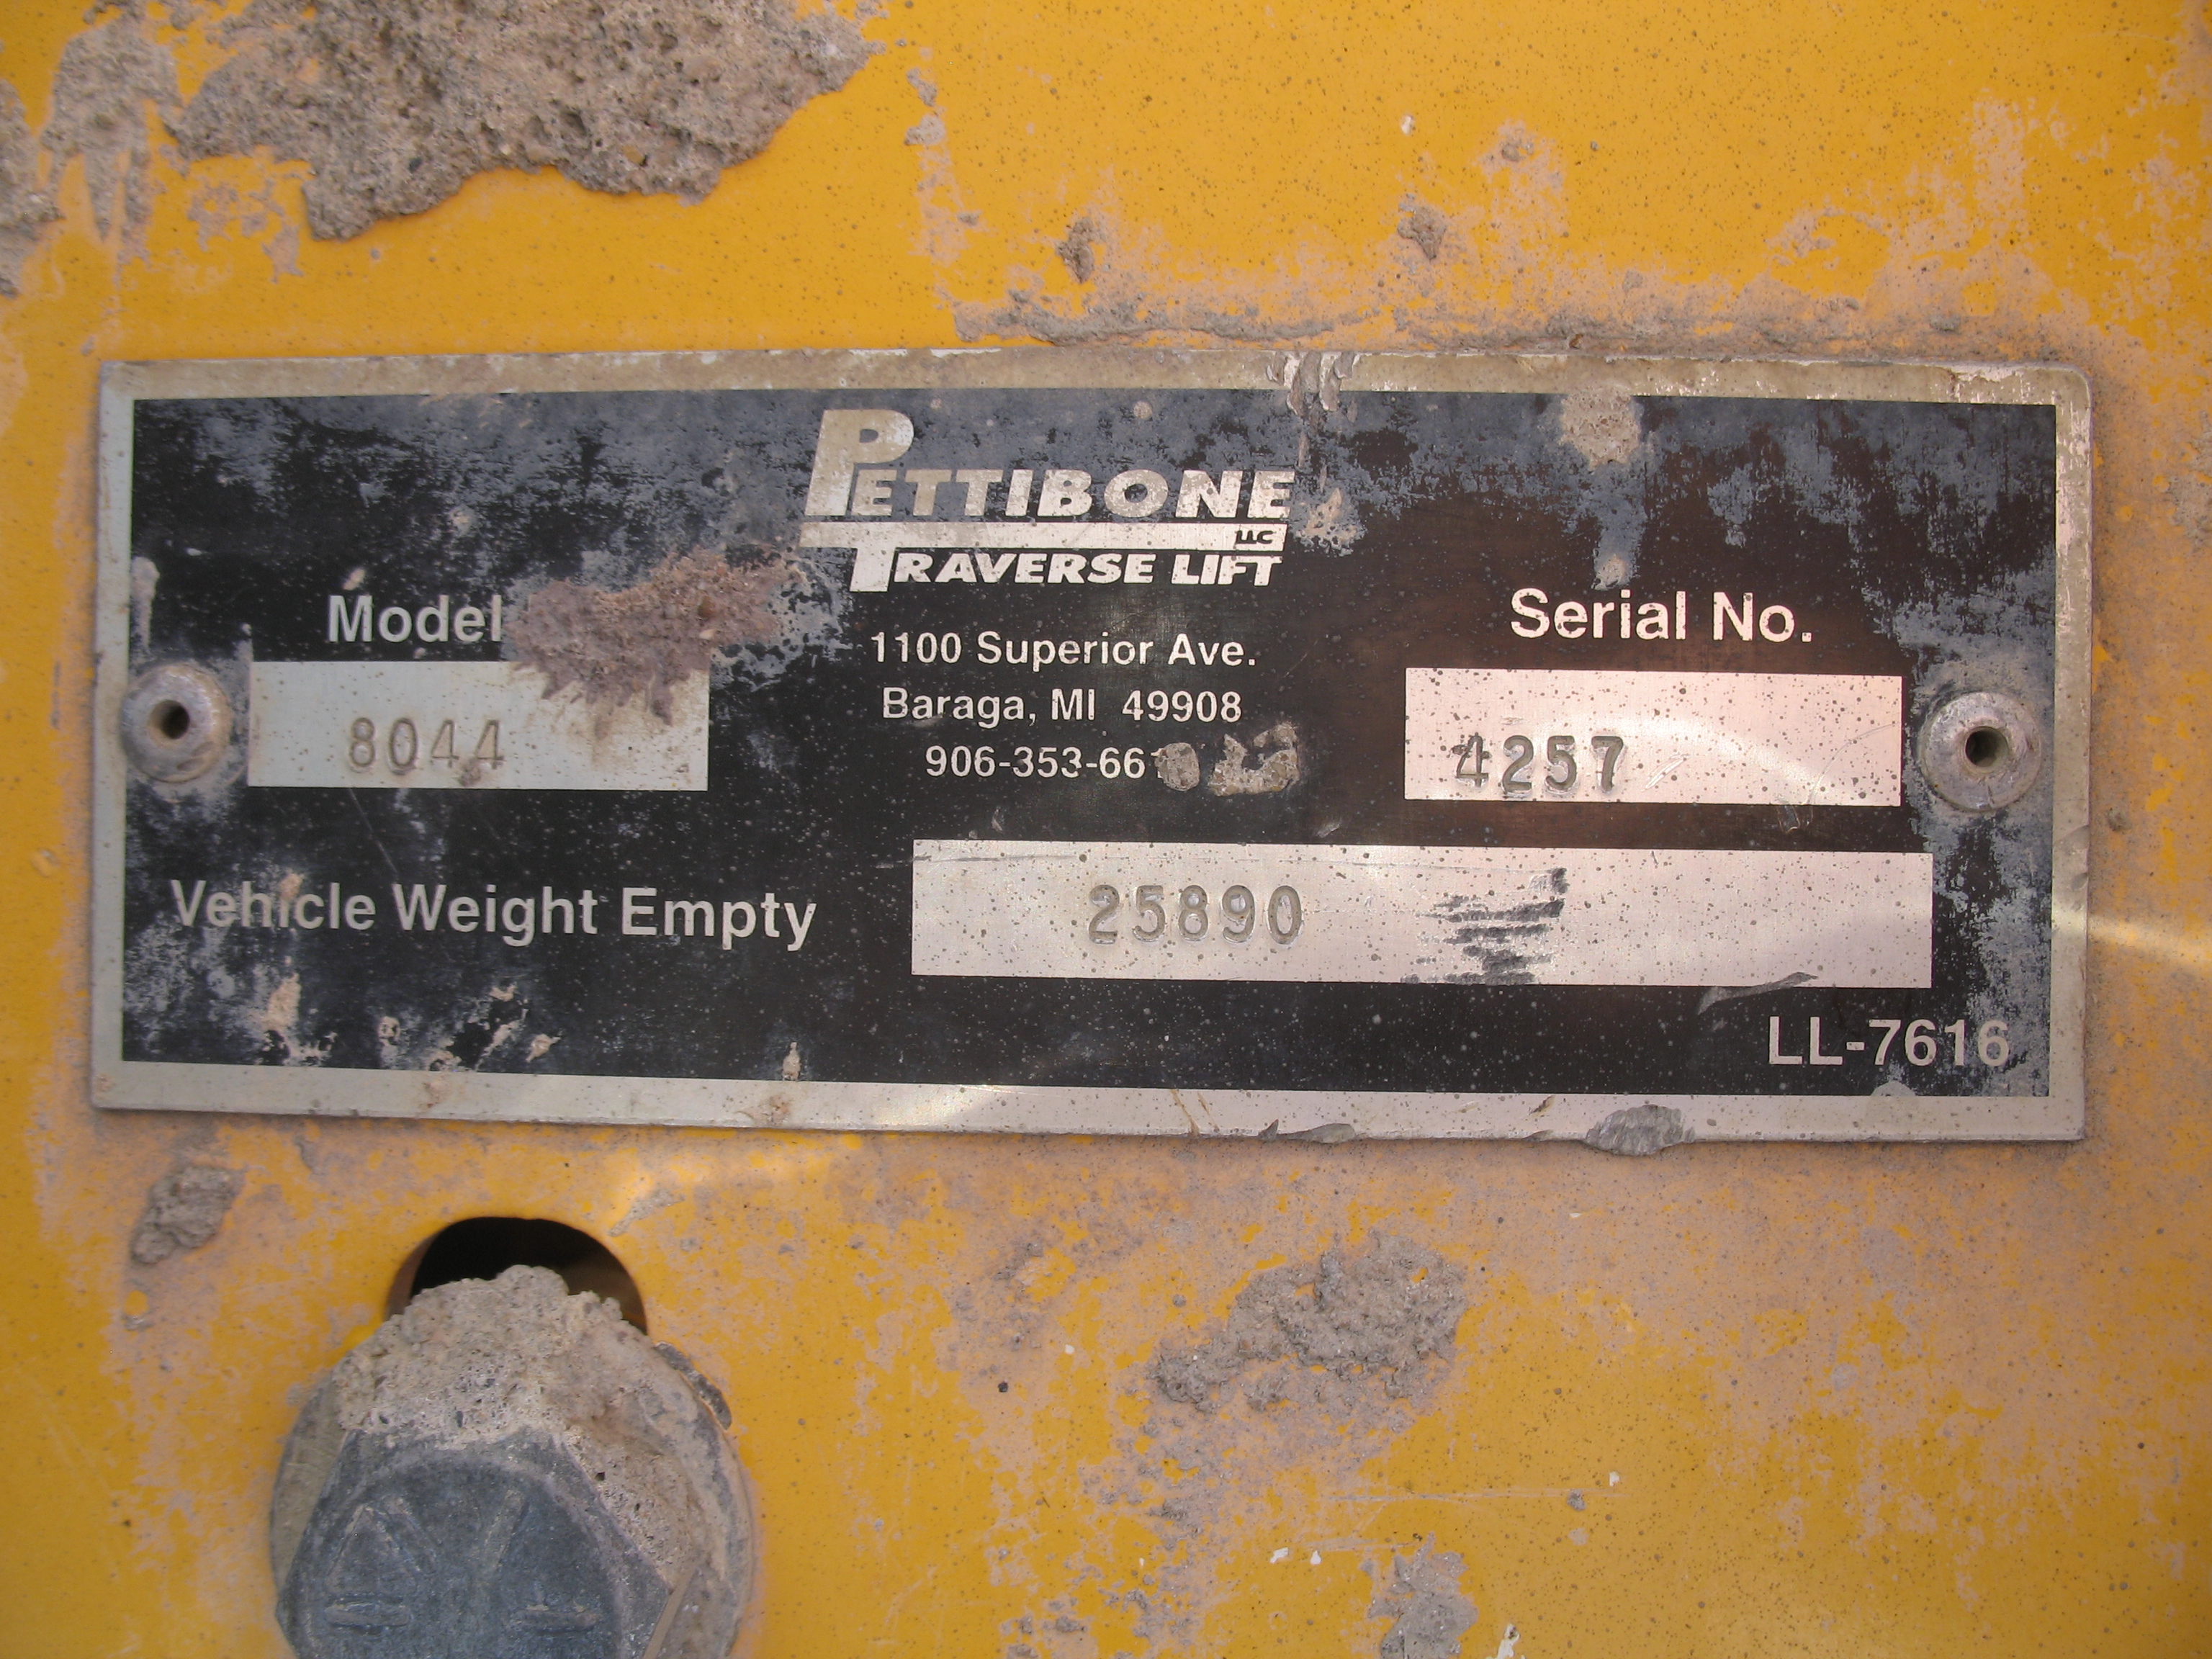 PETTIBONE
LLC
TRAVERSE LIFT
Model
8044
1100 Superior Ave.
Baraga, MI 49908
Serial No.
4257
Vehicle Weight Empty
25890
LL-7616